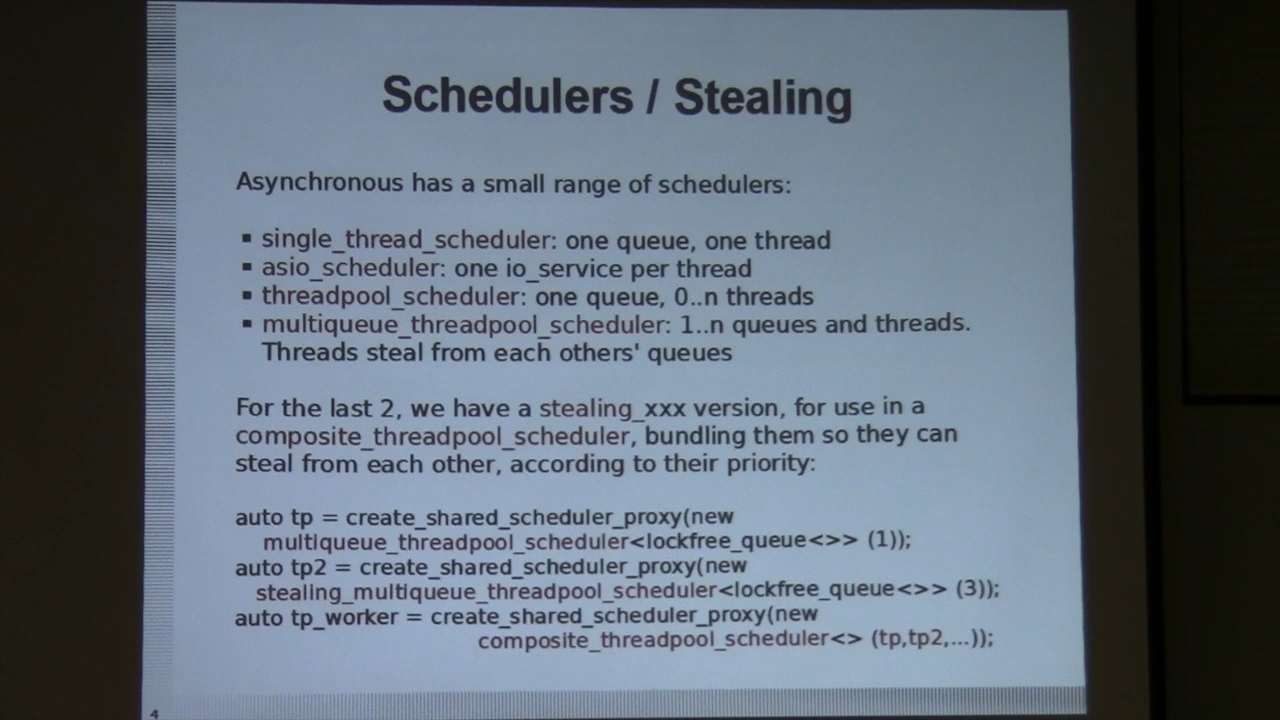 Schedulers / Stealing
Asynchronous has a small range of schedulers:
▪ single_thread_scheduler: one queue, one thread
▪ asio_scheduler: one io_service per thread
▪ threadpool_scheduler: one queue, 0..n threads
▪ multiqueue_threadpool_scheduler: 1..n queues and threads.
Threads steal from each others' queues
For the last 2, we have a stealing_xxx version, for use in a
composite_threadpool_scheduler, bundling them so they can
steal from each other, according to their priority:
auto tp = create_shared_scheduler_proxy(new
multiqueue_threadpool_scheduler<lockfree_queue<>> (1));
auto tp2 = create_shared_scheduler_proxy(new
stealing_multiqueue_threadpool_scheduler<lockfree_queue<>> (3));
auto tp_worker = create_shared_scheduler_proxy(new
composite_threadpool_scheduler<> (tp,tp2,...));
4